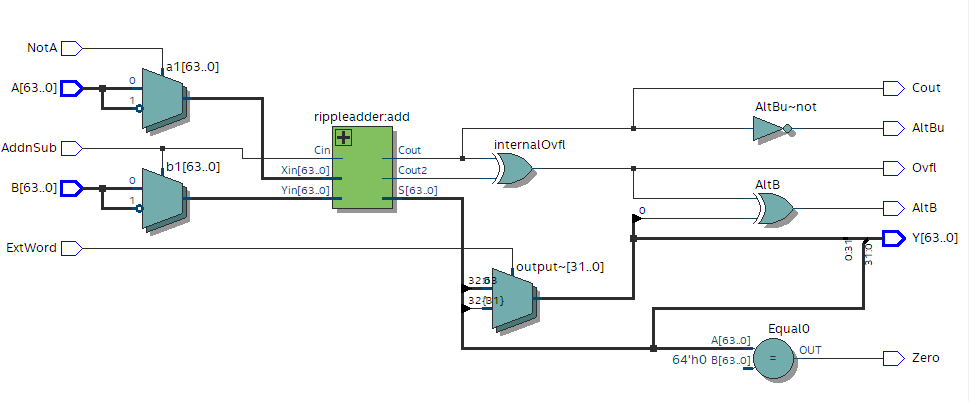 NotA
a1[63..0]
A[63..0]
0
1
AddnSub
b1[63..0]
B[63..0]
0
1
ExtWord
rippleadder:add
Cin
Xin[63..0]
Yin[63..0]
Cout
Cout2
S[63..0]
internalOvfl
output~[31..0]
32:63
32{31}
AltBu~not
AltB
0
0:31
31:0
Equal0
A[63..0]
64'h0 B[63..0]
=
OUT
Cout
AltBu
Ovfl
AltB
Y[63..0]
Zero